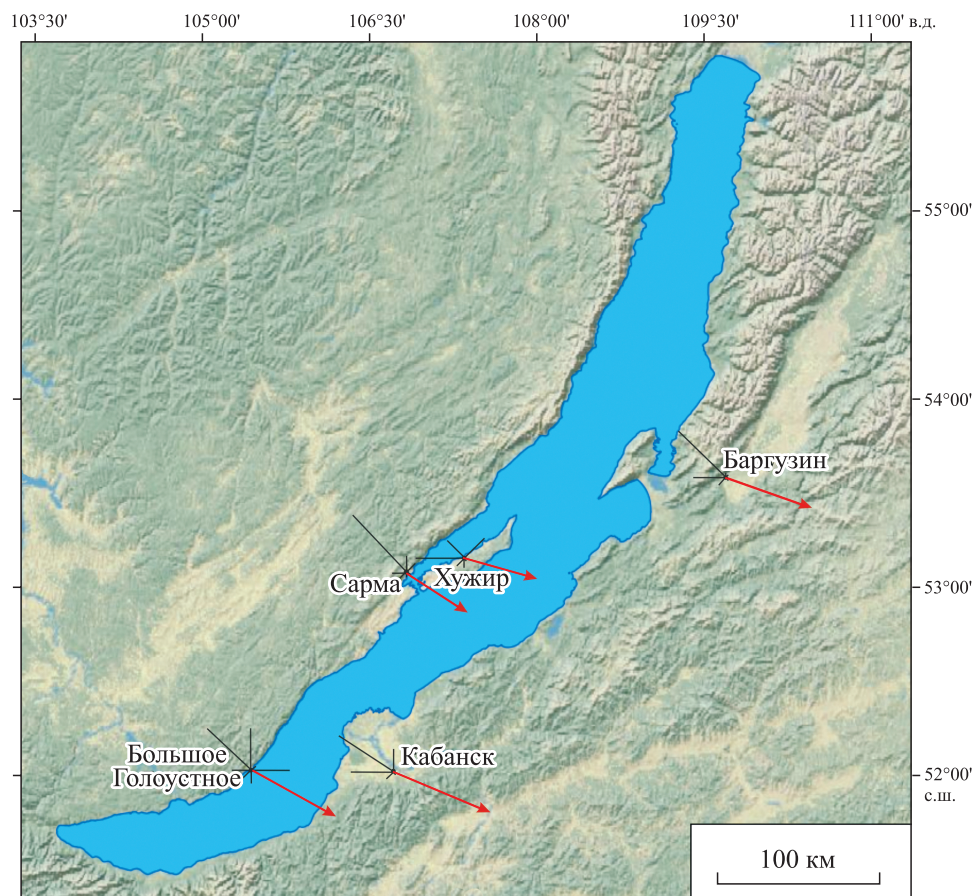 103°30' 105°00' 106°30' 108°00' 109°30' 111°00' в.д.
55°00'
54°00'
Баргузин
Хужир
Сарма
53°00'
Большое
Голоустное
Кабанск
52°00'
с.ш.
100 км